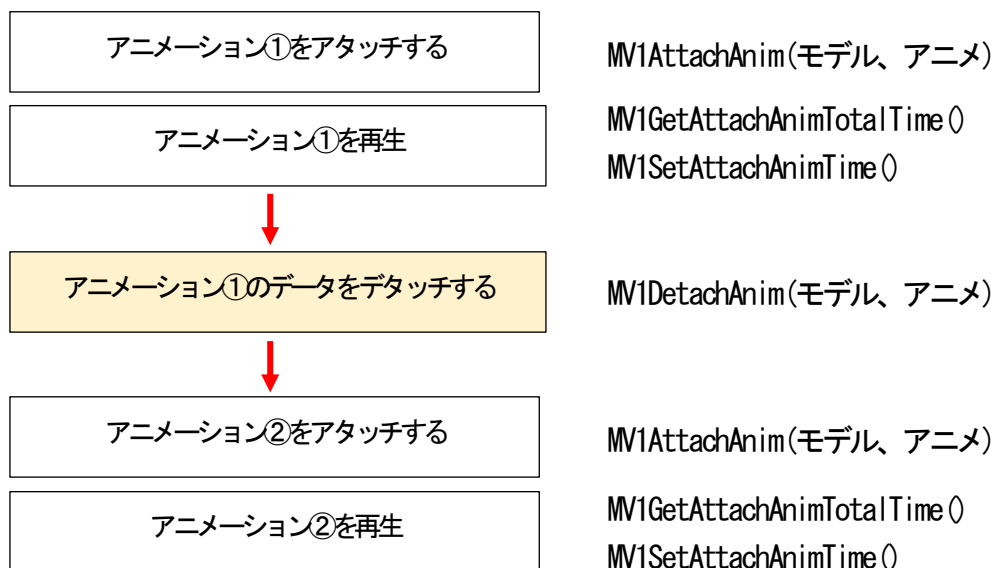 アニメーション①をアタッチする
MV1AttachAnim(モデル、アニメ)
アニメーション①を再生
MV1GetAttachAnimTotalTime()
MV1SetAttachAnimTime()
アニメーション①のデータをデタッチする
MV1DetachAnim(モデル、アニメ)
アニメーション②をアタッチする
MV1AttachAnim(モデル、アニメ)
アニメーション②を再生
MV1GetAttachAnimTotalTime()
MV1SetAttachAnimTime()